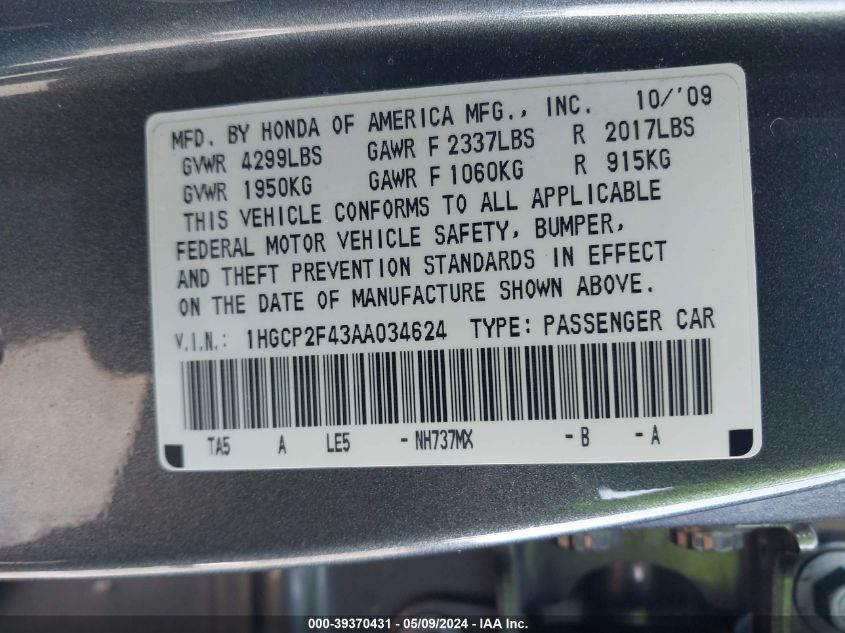 MFD. BY HONDA OF AMERICA MFG., INC. 10/'09
GVWR 4299LBS GAWR F 2337LBS R 2017LBS
GVWR 1950KG GAWR F 1060KG R 915KG
THIS VEHICLE CONFORMS TO ALL APPLICABLE
FEDERAL MOTOR VEHICLE SAFETY, BUMPER,
AND THEFT PREVENTION STANDARDS IN EFFECT
ON THE DATE OF MANUFACTURE SHOWN ABOVE.
V.I.N.: 1HGCP2F43AA034624 TYPE: PASSENGER CAR
TA5 A LE5 - NH737MX - B - A
000-39370431 - 05/09/2024 - IAA Inc.